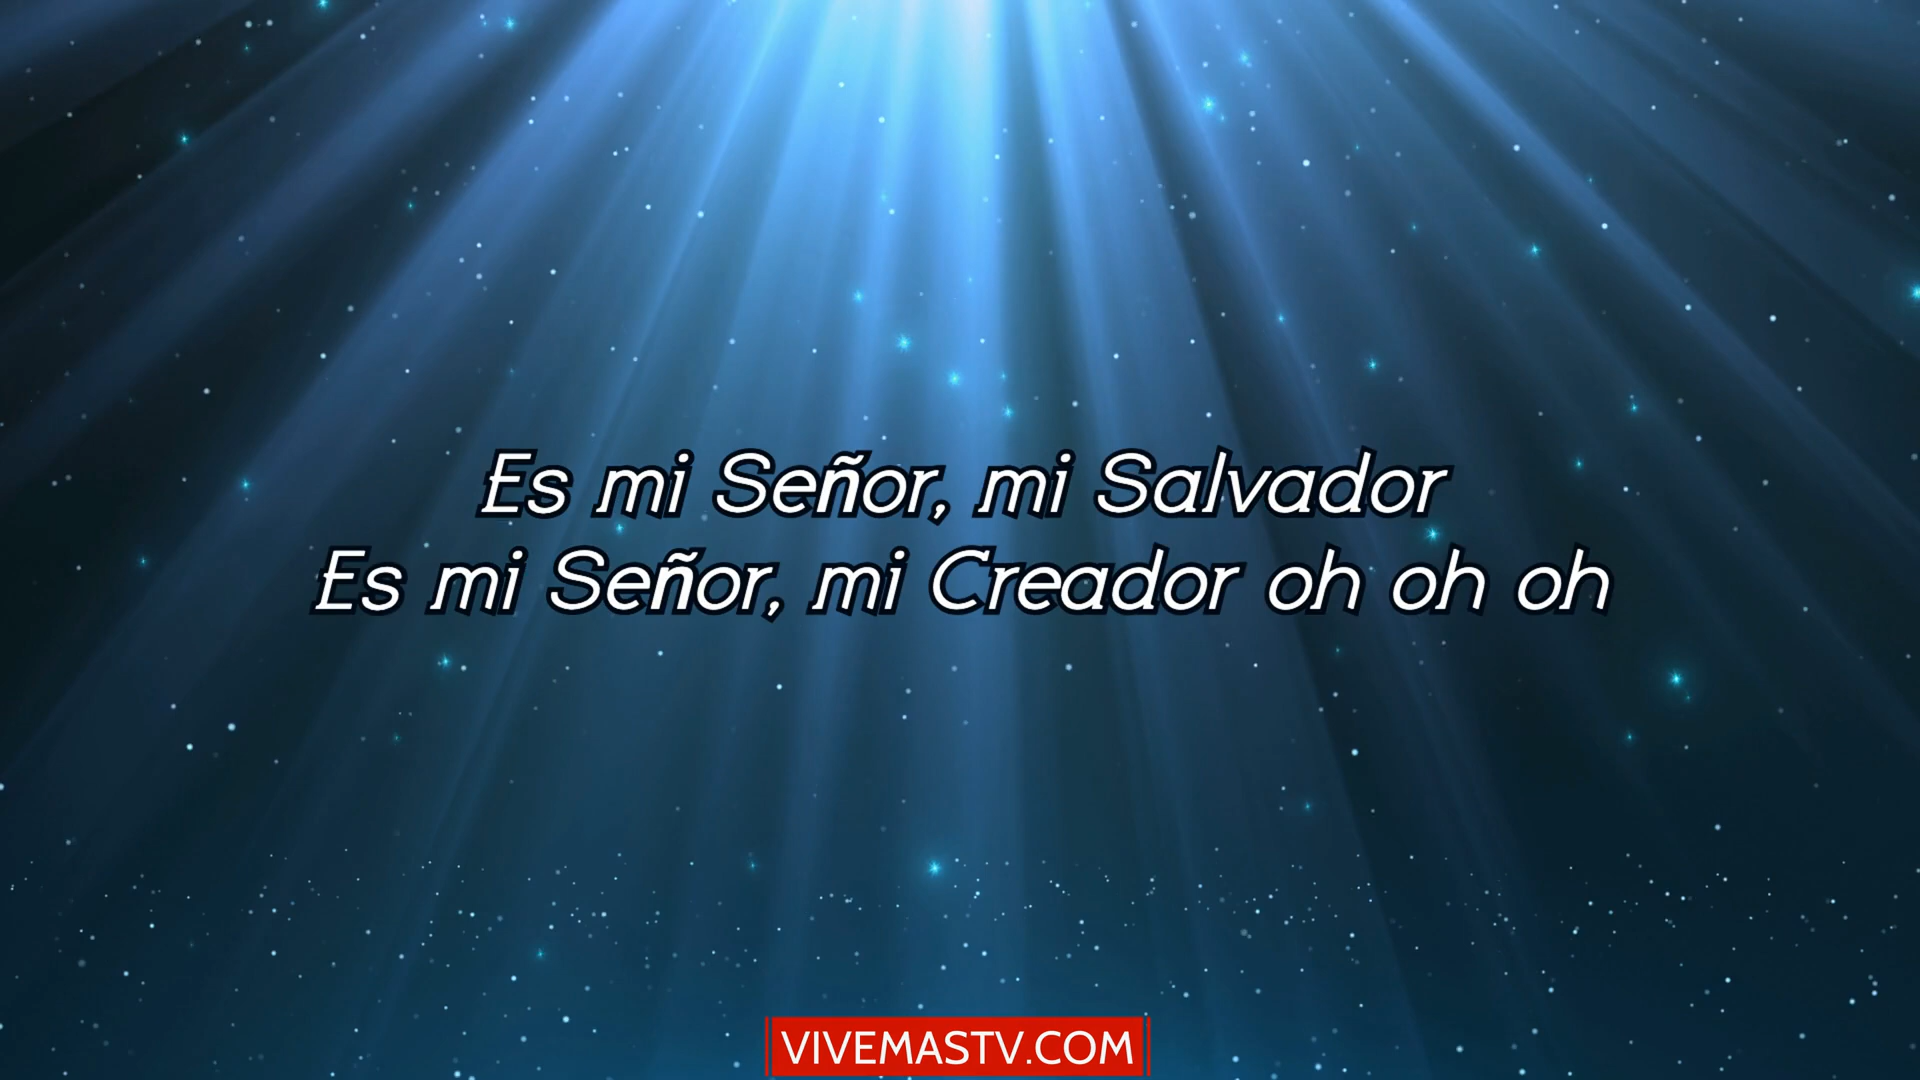 Es mi Señor, mi Salvador
Es mi Señor, mi Creador oh oh oh
VIVEMASTV.COM